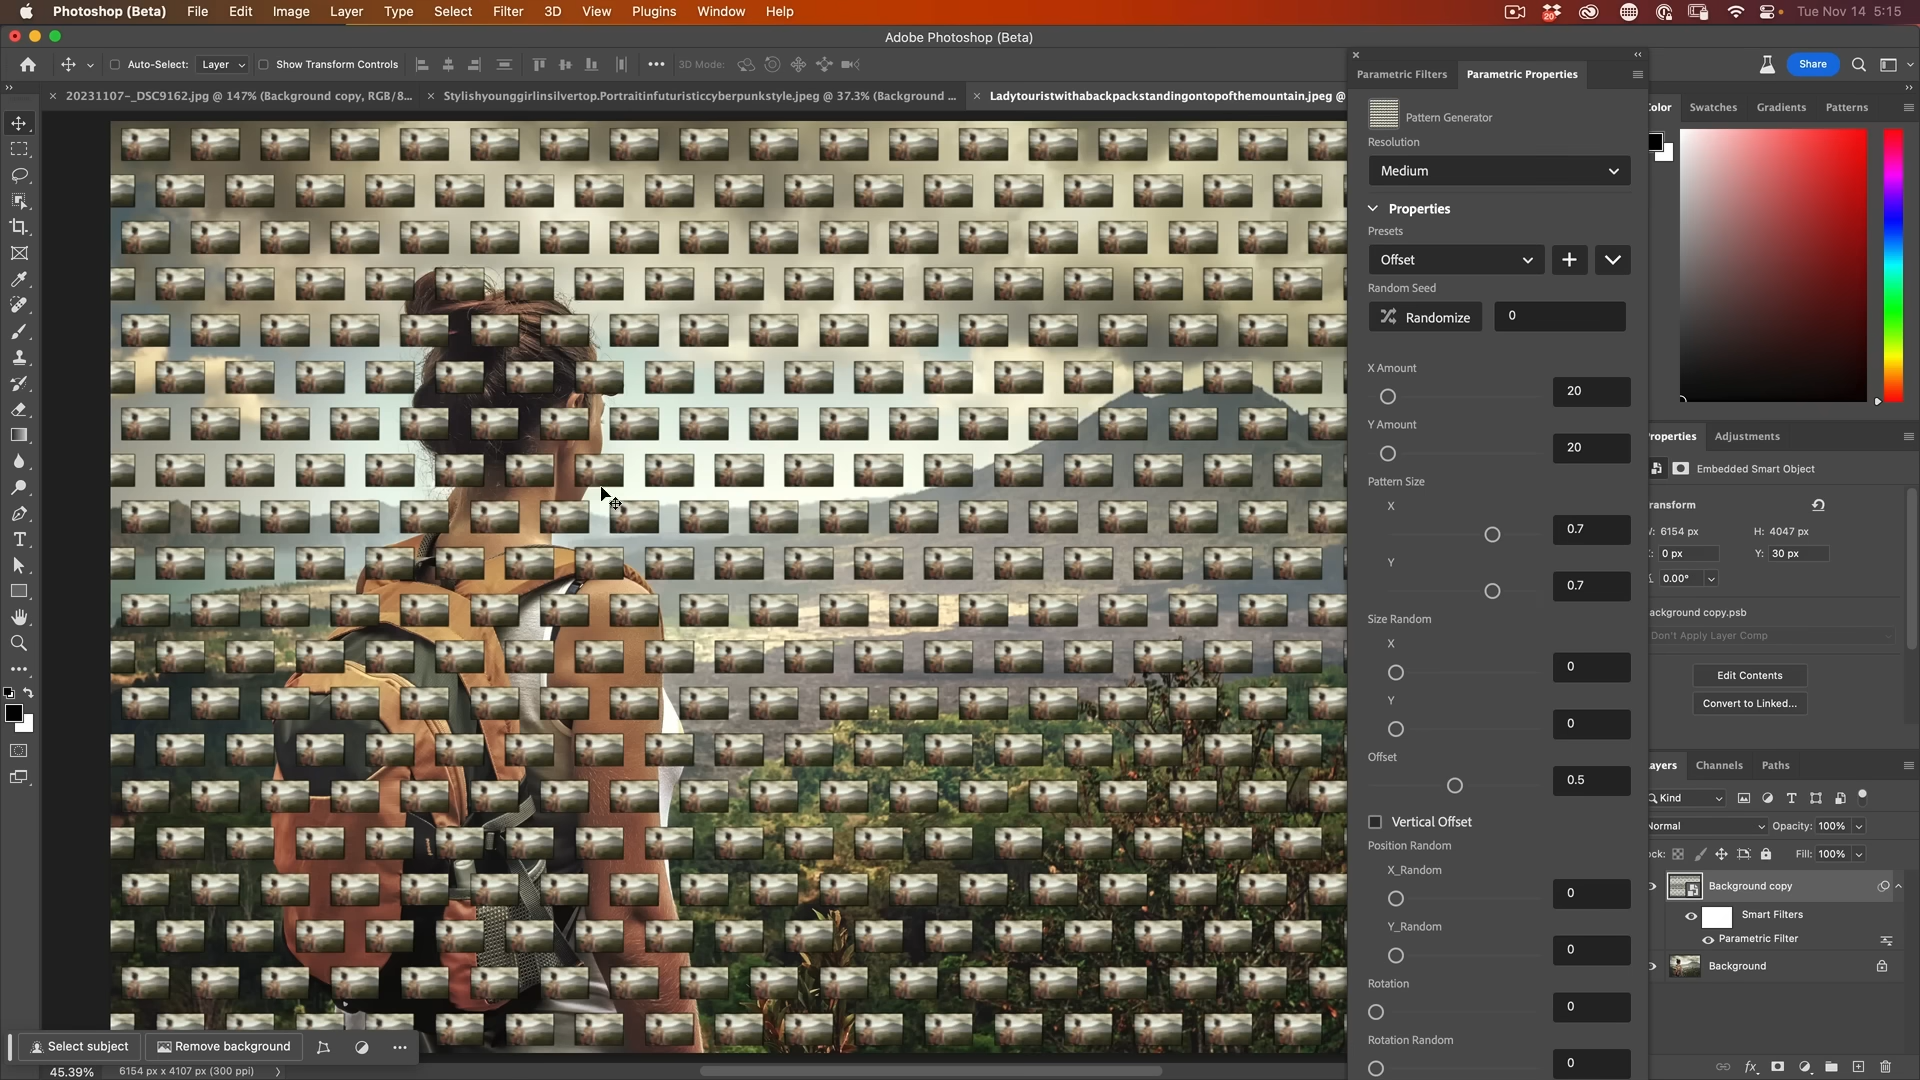 Photoshop (Beta) File Edit Image Layer Type Select Filter 3D View Plugins Window Help
20
Tue Nov 14 5:15
Adobe Photoshop (Beta)
Auto-Select: Layer Show Transform Controls 3D Mode: Share
20231107-_DSC9162.jpg @ 147% (Background copy, RGB/8... Stylishyounggirlinsilvertop.Portraitinfuturisticcyberpunkstyle.jpeg @ 37.3% (Background ... Ladytouristwithabackpackstandingontopofthemountain.jpeg @
Parametric Filters Parametric Properties
Pattern Generator
Resolution
Medium
Properties
Presets
Offset
Random Seed
Randomize 0
X Amount
20
Y Amount
20
Pattern Size
X
0.7
Y
0.7
Size Random
X
0
Y
0
Offset
0.5
Vertical Offset
Position Random
X_Random
0
Y_Random
0
Rotation
0
Rotation Random
0
Color Swatches Gradients Patterns
Properties Adjustments
Embedded Smart Object
ransform
W: 6154 px H: 4047 px
X: 0 px Y: 30 px
0.00°
ackground copy.psb
Don't Apply Layer Comp
Edit Contents
Convert to Linked...
ayers Channels Paths
Kind
Normal Opacity: 100%
ock: Fill: 100%
Background copy
Smart Filters
Parametric Filter
Background
fx
Select subject Remove background
45.39% 6154 px x 4107 px (300 ppi)